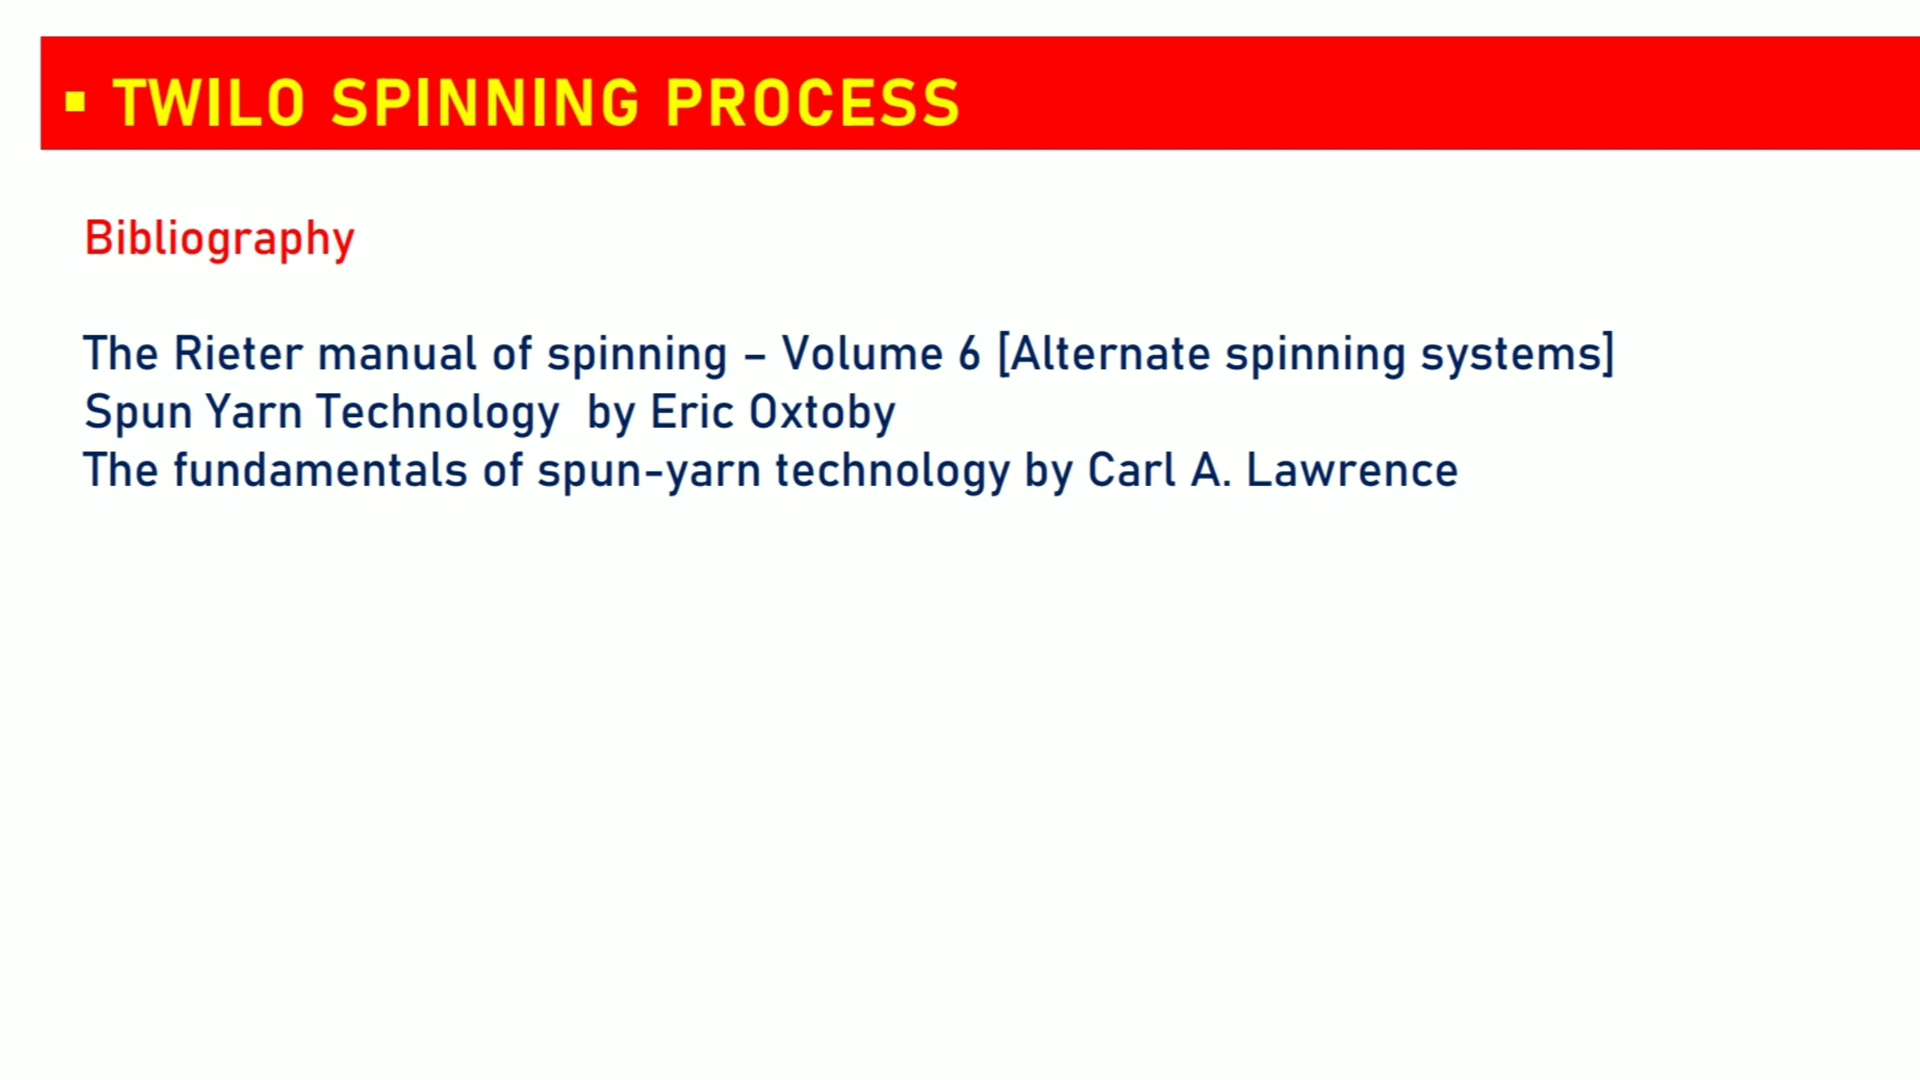 ▪ TWILO SPINNING PROCESS
Bibliography
The Rieter manual of spinning – Volume 6 [Alternate spinning systems]
Spun Yarn Technology  by Eric Oxtoby
The fundamentals of spun-yarn technology by Carl A. Lawrence